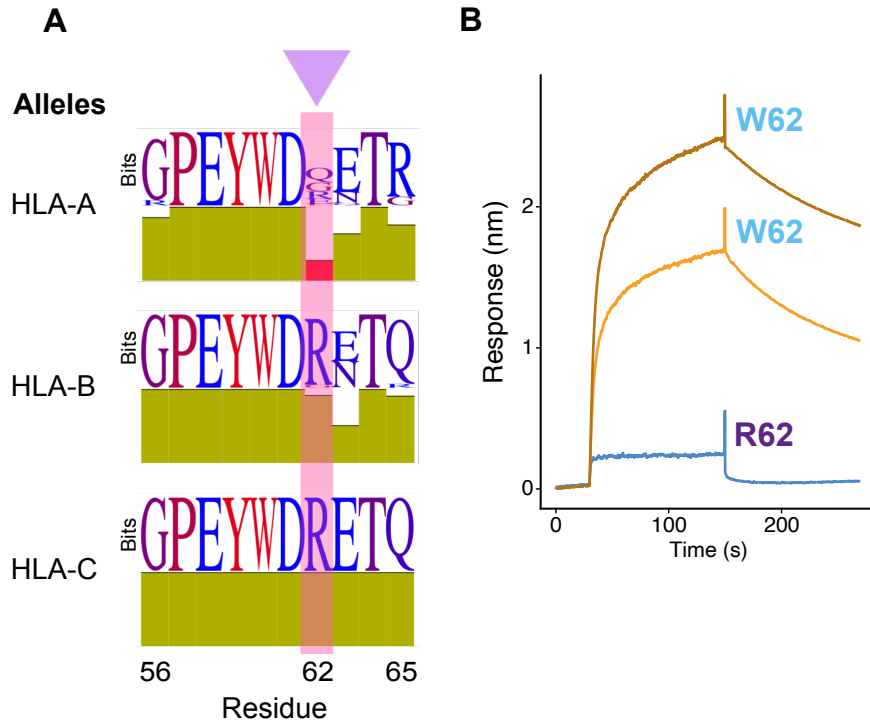 A
Alleles
HLA-A
Bits
GPEYWD
ETR
HLA-B
Bits
GPEYWDR
E
N
TQ
HLA-C
Bits
GPEYWDRETQ
56
62
65
Residue
B
Response (nm)
2
1
0
W62
W62
R62
0
100
200
Time (s)